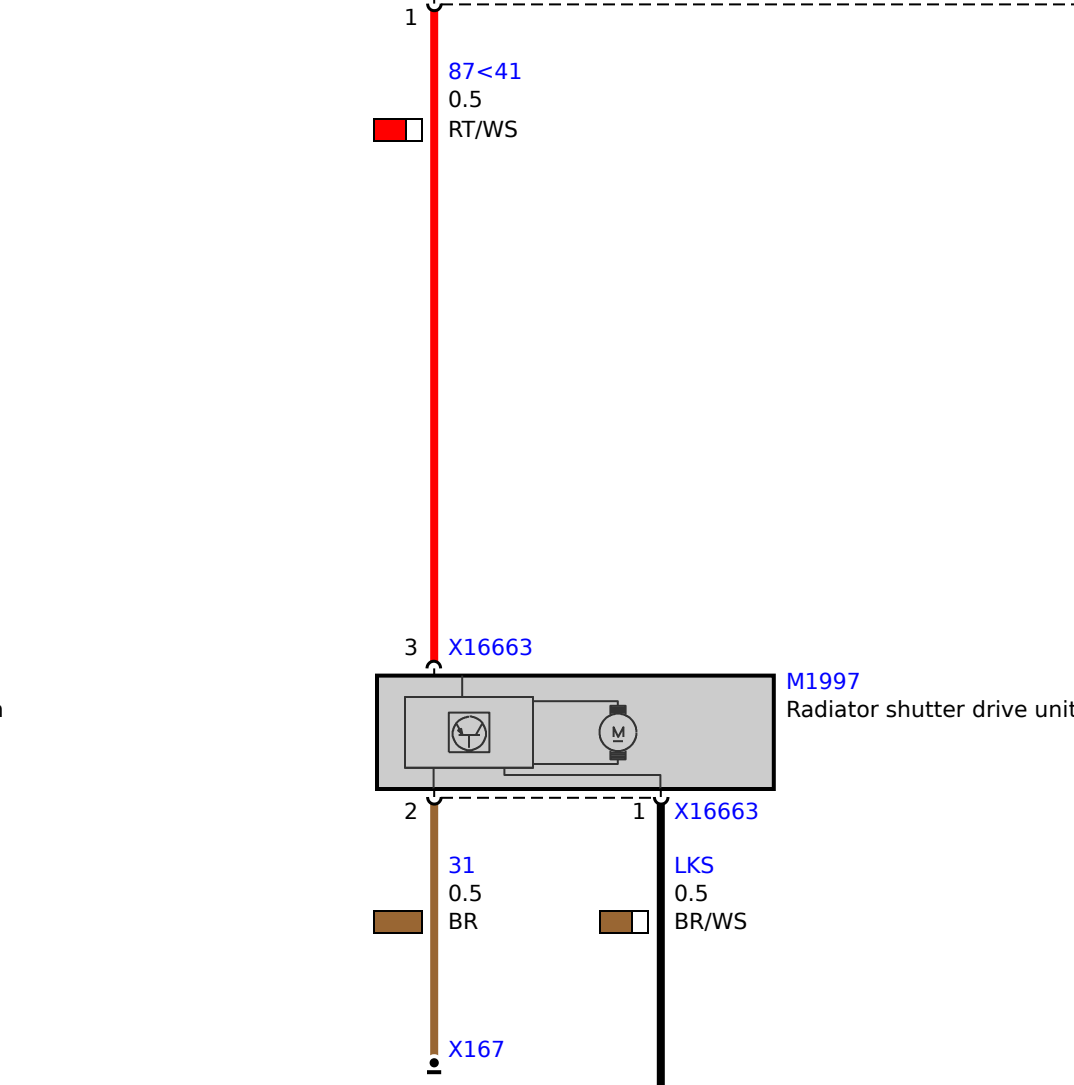 1
87<41
0.5
RT/WS
3 X16663
M1997
Radiator shutter drive unit
M
2
1 X16663
31
0.5
BR
LKS
0.5
BR/WS
X167